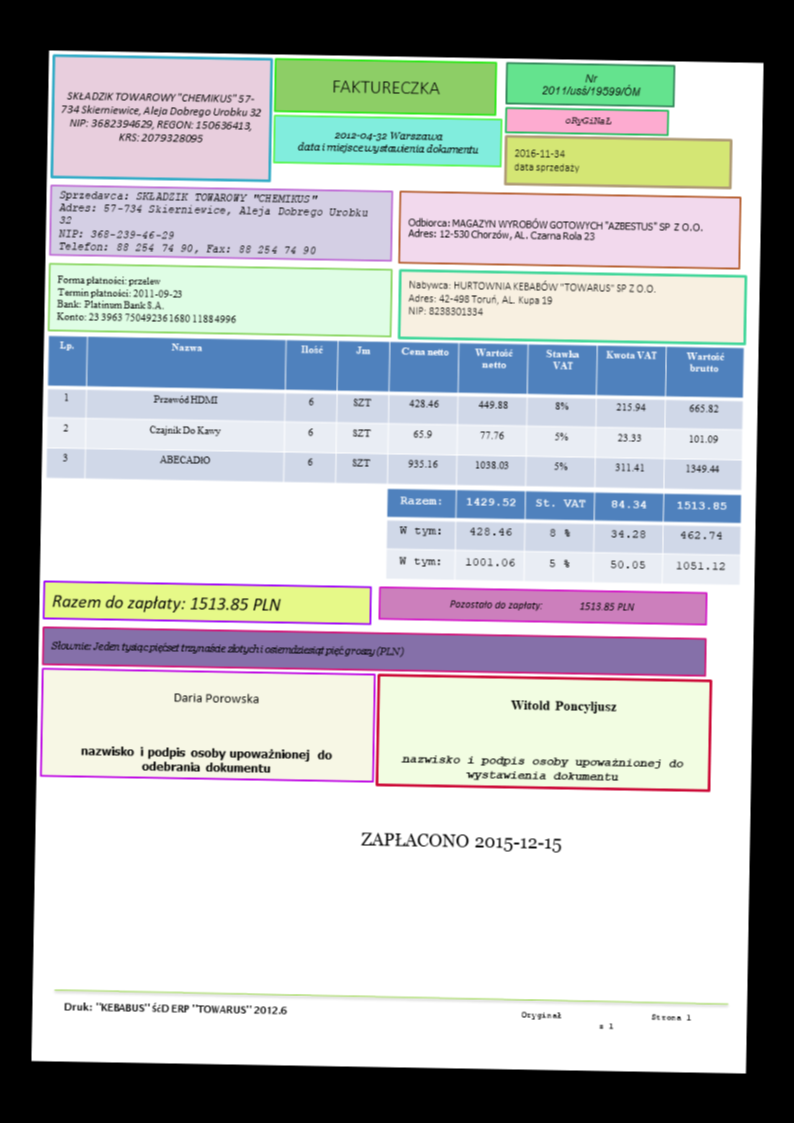 SKŁADZIK TOWAROWY "CHEMIKUS" 57-
734 Skierniewice, Aleja Dobrego Urobku 32
NIP: 3682394629, REGON: 150636413,
KRS: 2079328095
FAKTURECZKA
2012-04-32 Warszawa
data i miejsce wystawienia dokumentu
Nr
2011/usś/19599/ÓM
oRyGiNaŁ
2016-11-34
data sprzedaży
Sprzedawca: SKŁADZIK TOWAROWY "CHEMIKUS"
Adres: 57-734 Skierniewice, Aleja Dobrego Urobku
32
NIP: 368-239-46-29
Telefon: 88 254 74 90, Fax: 88 254 74 90
Odbiorca: MAGAZYN WYROBÓW GOTOWYCH "AZBESTUS" SP Z O.O.
Adres: 12-530 Chorzów, AL. Czarna Rola 23
Forma płatności: przelew
Termin płatności: 2011-09-23
Bank: Platinum Bank S.A.
Konto: 23 3963 7504 9236 1680 1188 4996
Nabywca: HURTOWNIA KEBABÓW "TOWARUS" SP Z O.O.
Adres: 42-498 Toruń, AL. Kupa 19
NIP: 8238301334
Lp. Nazwa Ilość Jm Cena netto Wartość netto Stawka VAT Kwota VAT Wartość brutto
1 Przewód HDMI 6 SZT 428.46 449.88 8% 215.94 665.82
2 Czajnik Do Kawy 6 SZT 65.9 77.76 5% 23.33 101.09
3 ABECADłO 6 SZT 935.16 1038.03 5% 311.41 1349.44
Razem: 1429.52 St. VAT 84.34 1513.85
W tym: 428.46 8 % 34.28 462.74
W tym: 1001.06 5 % 50.05 1051.12
Razem do zapłaty: 1513.85 PLN
Pozostało do zapłaty: 1513.85 PLN
Słownie: Jeden tysiąc pięćset trzynaście złotych i osiemdziesiąt pięć groszy (PLN)
Daria Porowska
nazwisko i podpis osoby upoważnionej do
odebrania dokumentu
Witold Poncyljusz
nazwisko i podpis osoby upoważnionej do
wystawienia dokumentu
ZAPŁACONO 2015-12-15
Druk: "KEBABUS" ŚćD ERP "TOWARUS" 2012.6
Oryginał Strona 1
z 1